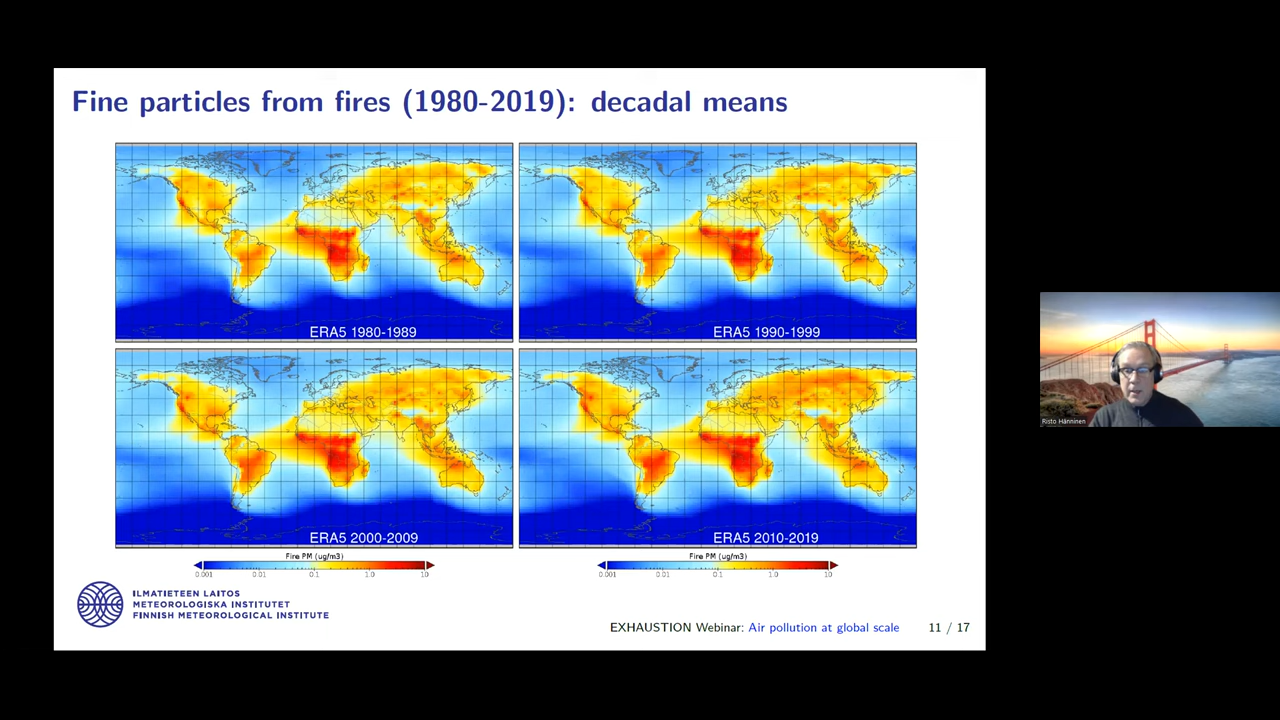 Fine particles from fires (1980-2019): decadal means
ERA5 1980-1989
ERA5 1990-1999
ERA5 2000-2009
ERA5 2010-2019
Fire PM (ug/m3)
0.001 0.01 0.1 1.0 10
Fire PM (ug/m3)
0.001 0.01 0.1 1.0 10
ILMATIETEEN LAITOS
METEOROLOGISKA INSTITUTET
FINNISH METEOROLOGICAL INSTITUTE
EXHAUSTION Webinar: Air pollution at global scale 11 / 17
Risto Hänninen